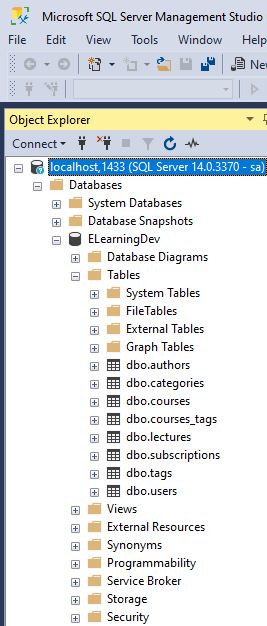 Microsoft SQL Server Management Studio
File Edit View Project
Tools Window
Ne
Object Explorer
Connect
localhost,1433 (SQL Server 14.0.3370 - sa)
Databases
System Databases
Database Snapshots
ELearningDev
Database Diagrams
Tables
System Tables
FileTables
External Tables
Graph Tables
dbo.authors
dbo.categories
dbo.courses
dbo.courses_tags
dbo.lectures
dbo.subscriptions
dbo.tags
dbo.users
Views
External Resources
Synonyms
Programmability
Service Broker
Storage
Security